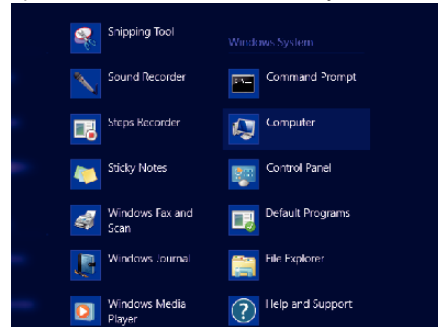 Snipping Tool
Sound Recorder
Steps Recorder
Sticky Notes
Windows Fax and
Scan
Windows Journal
Windows Media
Player
Windows System
Command Prompt
Computer
Control Panel
Default Programs
File Explorer
Help and Support